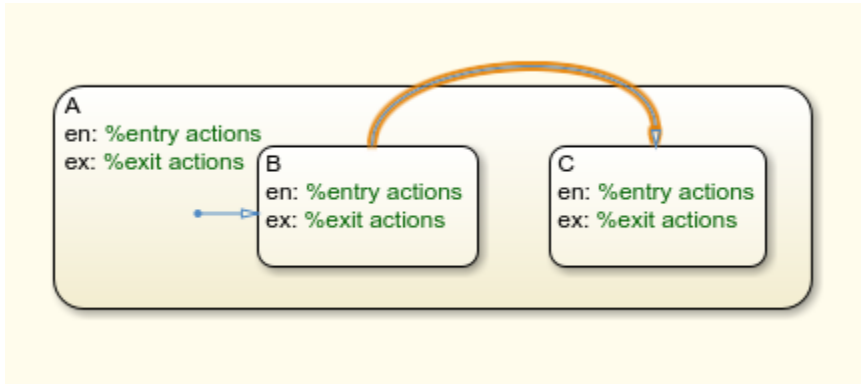 A
en: %entry actions
ex: %exit actions
B
en: %entry actions
ex: %exit actions
C
en: %entry actions
ex: %exit actions